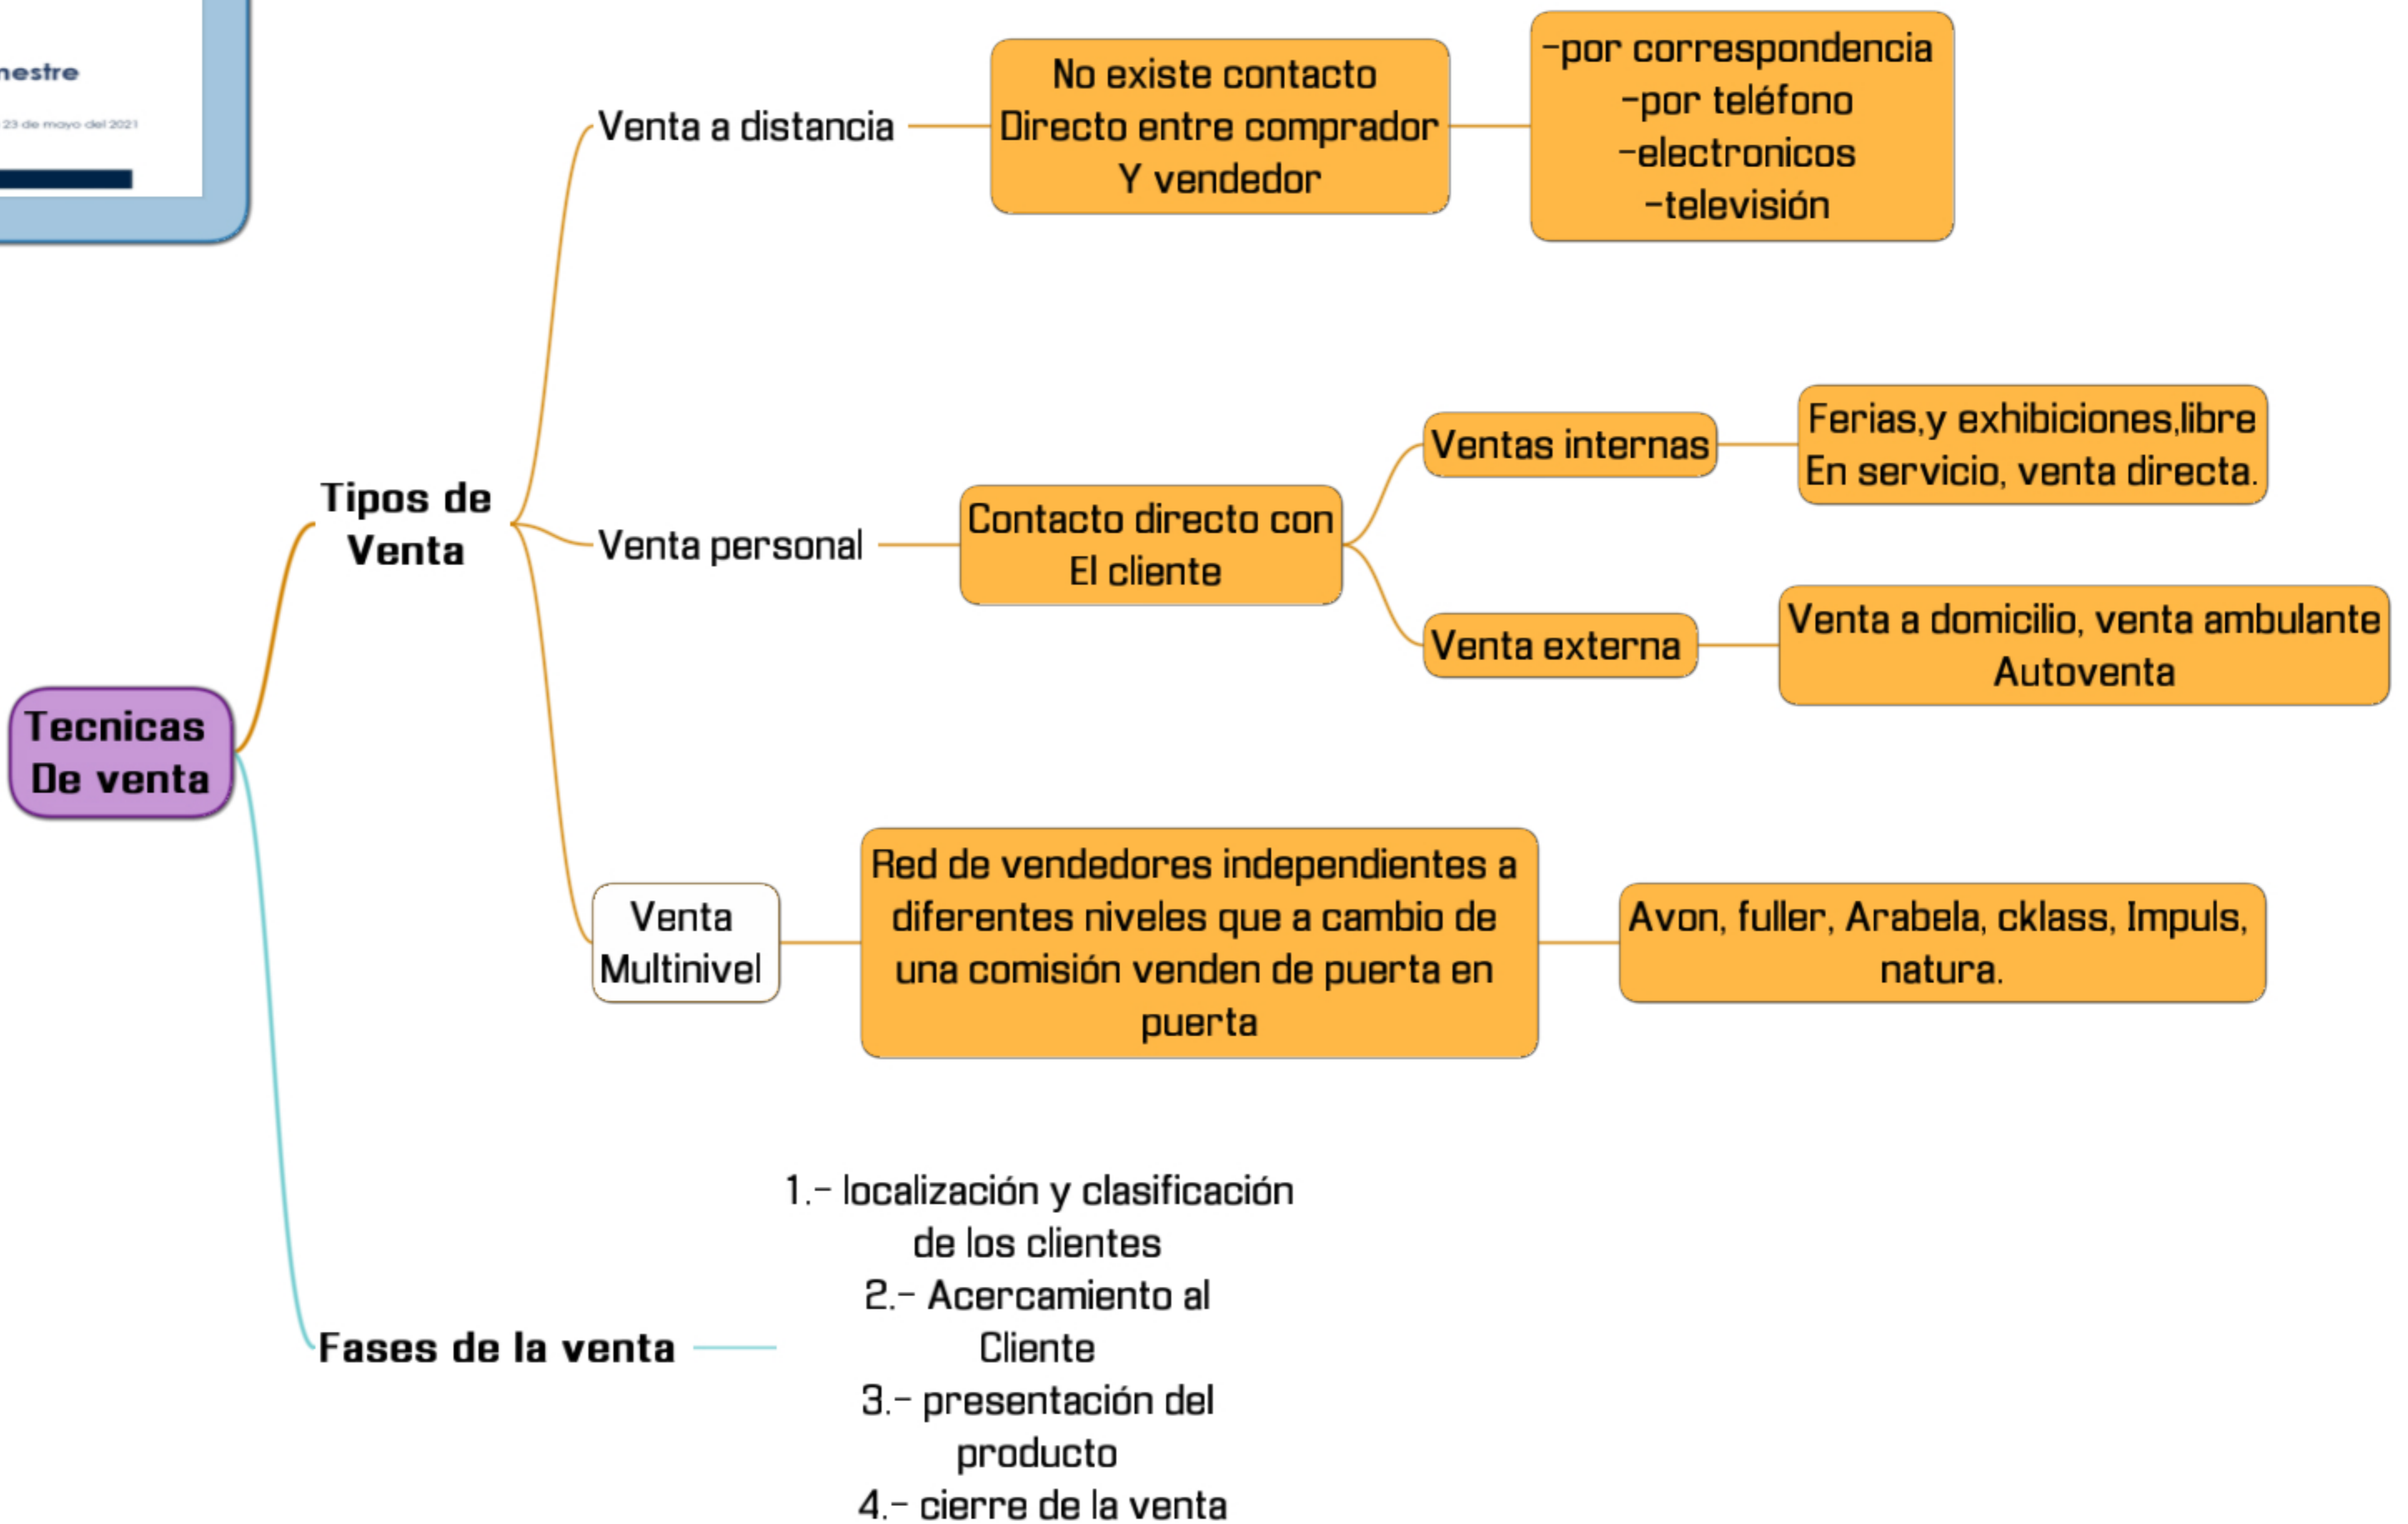 23 de mayo del 2021
Tecnicas
De venta
Tipos de
Venta
Venta a distancia
No existe contacto
Directo entre comprador
Y vendedor
-por correspondencia
-por teléfono
-electronicos
-televisión
Venta personal
Contacto directo con
El cliente
Ventas internas
Ferias,y exhibiciones,libre
En servicio, venta directa.
Venta externa
Venta a domicilio, venta ambulante
Autoventa
Venta
Multinivel
Red de vendedores independientes a
diferentes niveles que a cambio de
una comisión venden de puerta en
puerta
Avon, fuller, Arabela, cklass, Impuls,
natura.
Fases de la venta
1.- localización y clasificación
de los clientes
2.- Acercamiento al
Cliente
3.- presentación del
producto
4.- cierre de la venta